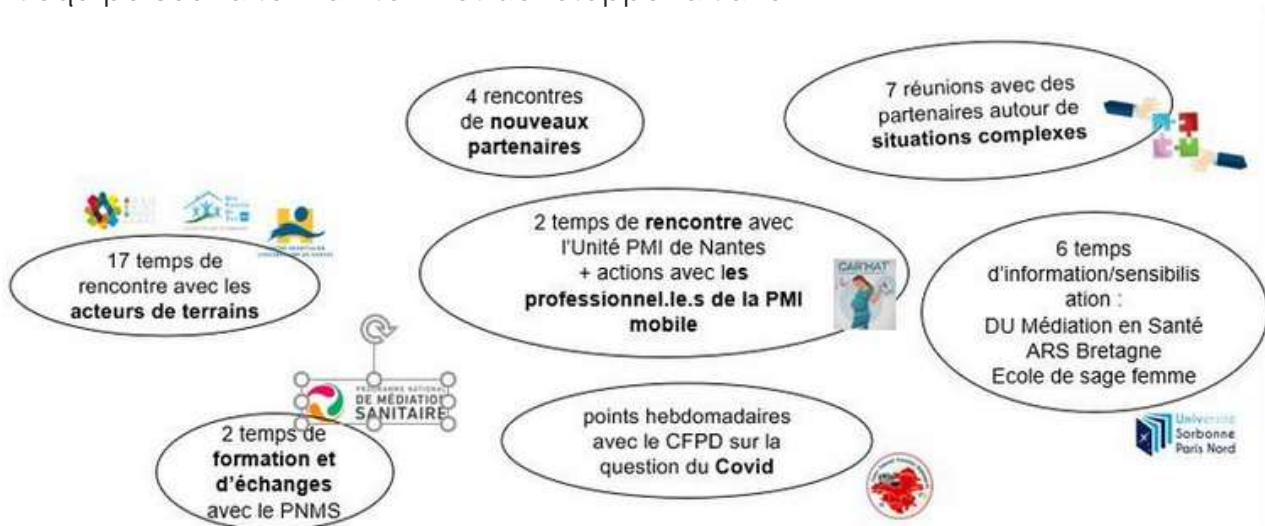 4 rencontres
de nouveaux
partenaires
7 réunions avec des
partenaires autour de
situations complexes
17 temps de
rencontre avec les
acteurs de terrains
2 temps de rencontre avec
l'Unité PMI de Nantes
+ actions avec les
professionnel.le.s de la PMI
mobile
CAR'HAT
6 temps
d'information/sensibilis
ation :
DU Médiation en Santé
ARS Bretagne
Ecole de sage femme
PROGRAMME NATIONAL
DE MÉDIATION
SANITAIRE
2 temps de
formation et
d'échanges
avec le PNMS
points hebdomadaires
avec le CFPD sur la
question du Covid
Université
Sorbonne
Paris Nord